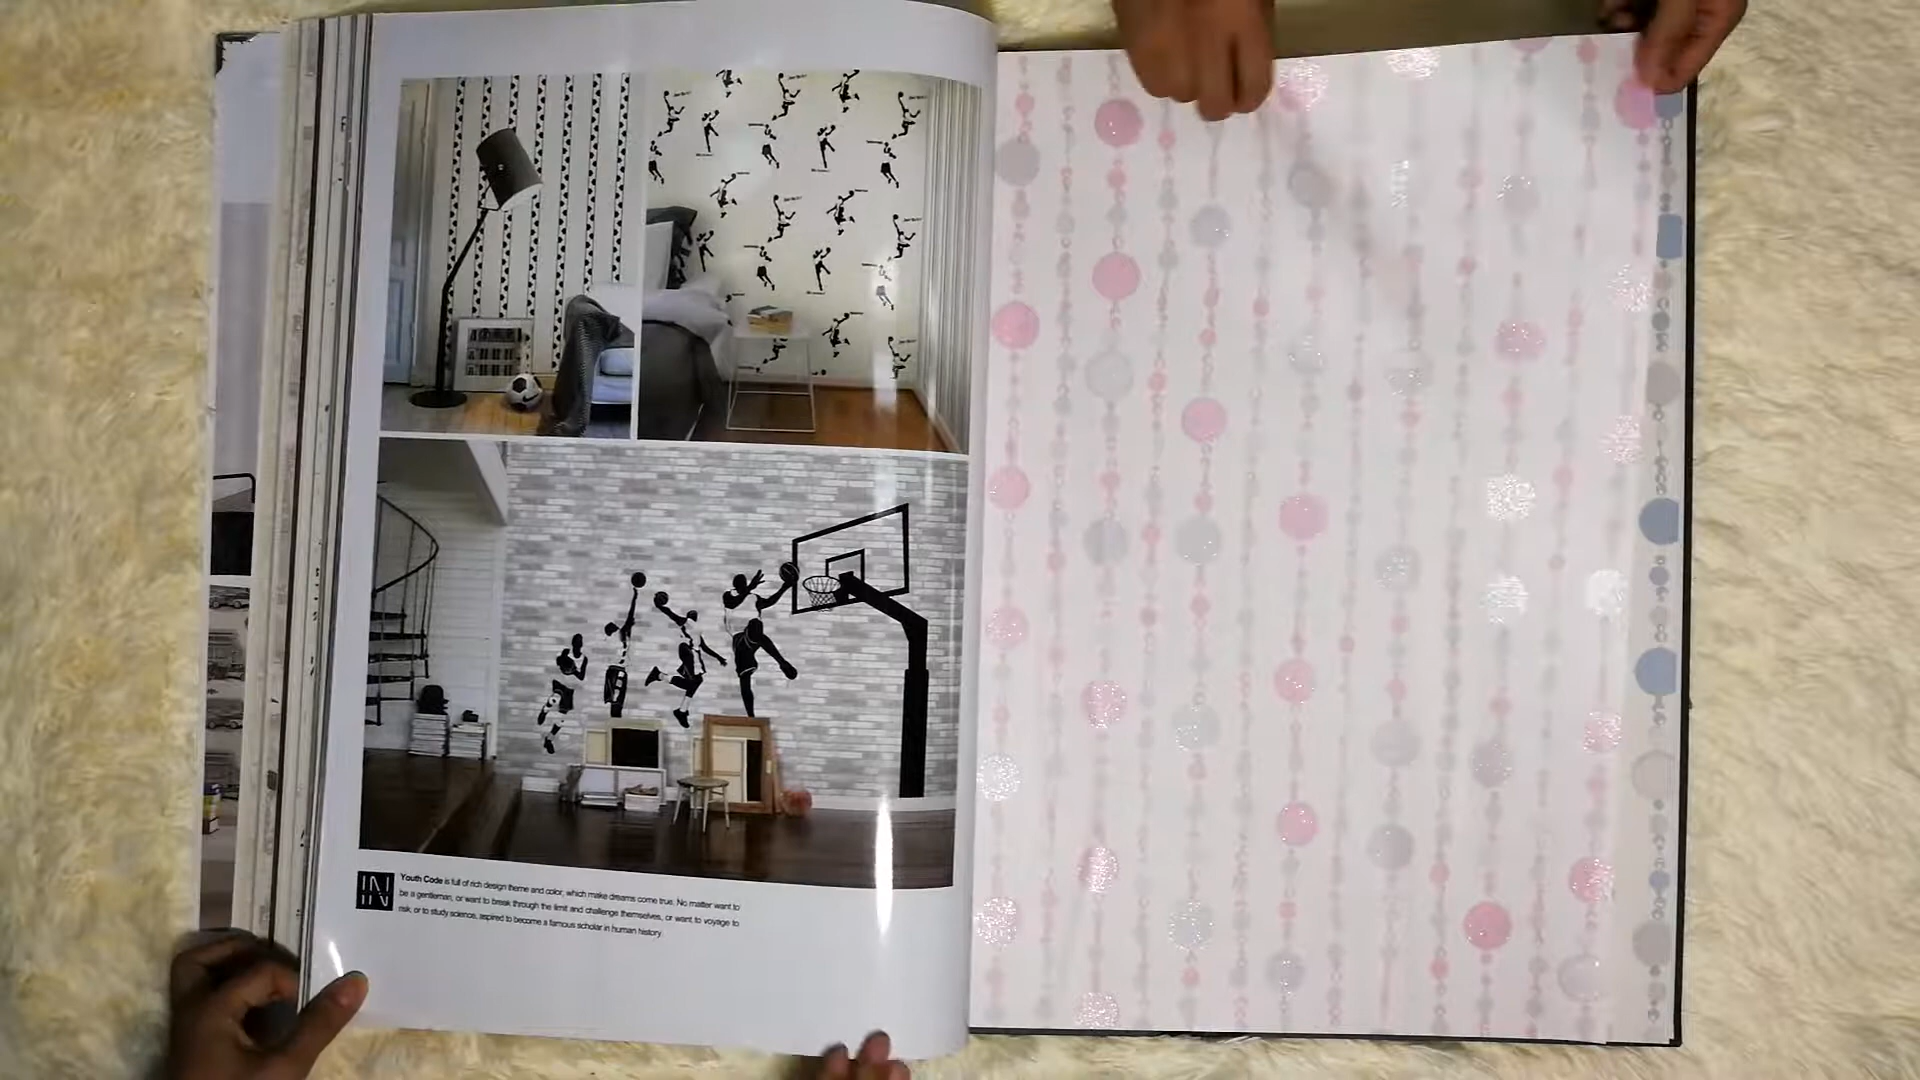 Youth Code is full of rich design theme and color, which make dreams come true. No matter want to
be a gentleman, or want to break through the limit and challenge themselves, or want to voyage to
risk, or to study science, aspired to become a famous scholar in human history.